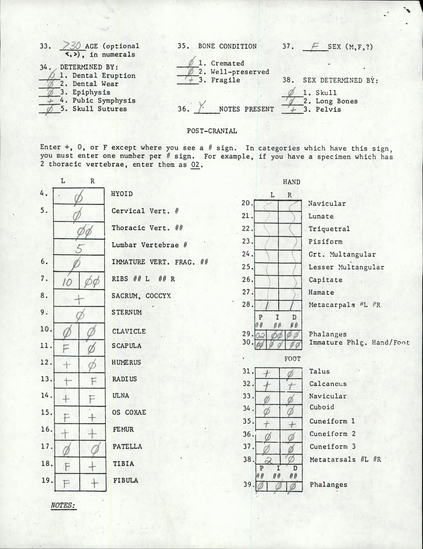 33. >30 AGE (optional <,>), in numerals
34. DETERMINED BY:
∅ 1. Dental Eruption
∅ 2. Dental Wear
∅ 3. Epiphysis
+ 4. Pubic Symphysis
∅ 5. Skull Sutures
35. BONE CONDITION
∅ 1. Cremated
∅ 2. Well-preserved
+ 3. Fragile
36. Y NOTES PRESENT
37. F SEX (M,F,?)
38. SEX DETERMINED BY:
∅ 1. Skull
∅ 2. Long Bones
+ 3. Pelvis
POST-CRANIAL
Enter +, 0, or F except where you see a # sign. In categories which have this sign,
you must enter one number per # sign. For example, if you have a specimen which has
2 thoracic vertebrae, enter them as 02.
L R
4. ∅ HYOID
5. ∅ Cervical Vert. #
∅∅ Thoracic Vert. ##
5 Lumbar Vertebrae #
6. ∅ IMMATURE VERT. FRAG. ##
7. 10 ∅∅ RIBS ## L ## R
8. + SACRUM, COCCYX
9. ∅ STERNUM
10. ∅ ∅ CLAVICLE
11. F ∅ SCAPULA
12. + ∅ HUMERUS
13. + F RADIUS
14. + F ULNA
15. F + OS COXAE
16. + + FEMUR
17. ∅ ∅ PATELLA
18. F + TIBIA
19. F + FIBULA
NOTES:
HAND
L R
20. Navicular
21. Lunate
22. Triquetral
23. Pisiform
24. Grt. Multangular
25. Lesser Multangular
26. Capitate
27. Hamate
28. Metacarpals #L #R
P I D
## ## ##
29. 02 ∅∅ ∅∅ Phalanges
30. Immature Phlg. Hand/Foot
FOOT
31. + ∅ Talus
32. + + Calcaneus
33. ∅ ∅ Navicular
34. ∅ ∅ Cuboid
35. + + Cuneiform 1
36. ∅ ∅ Cuneiform 2
37. ∅ ∅ Cuneiform 3
38. 2 ∅ Metatarsals #L #R
P I D
## ## ##
39. ∅ ∅ ∅ Phalanges